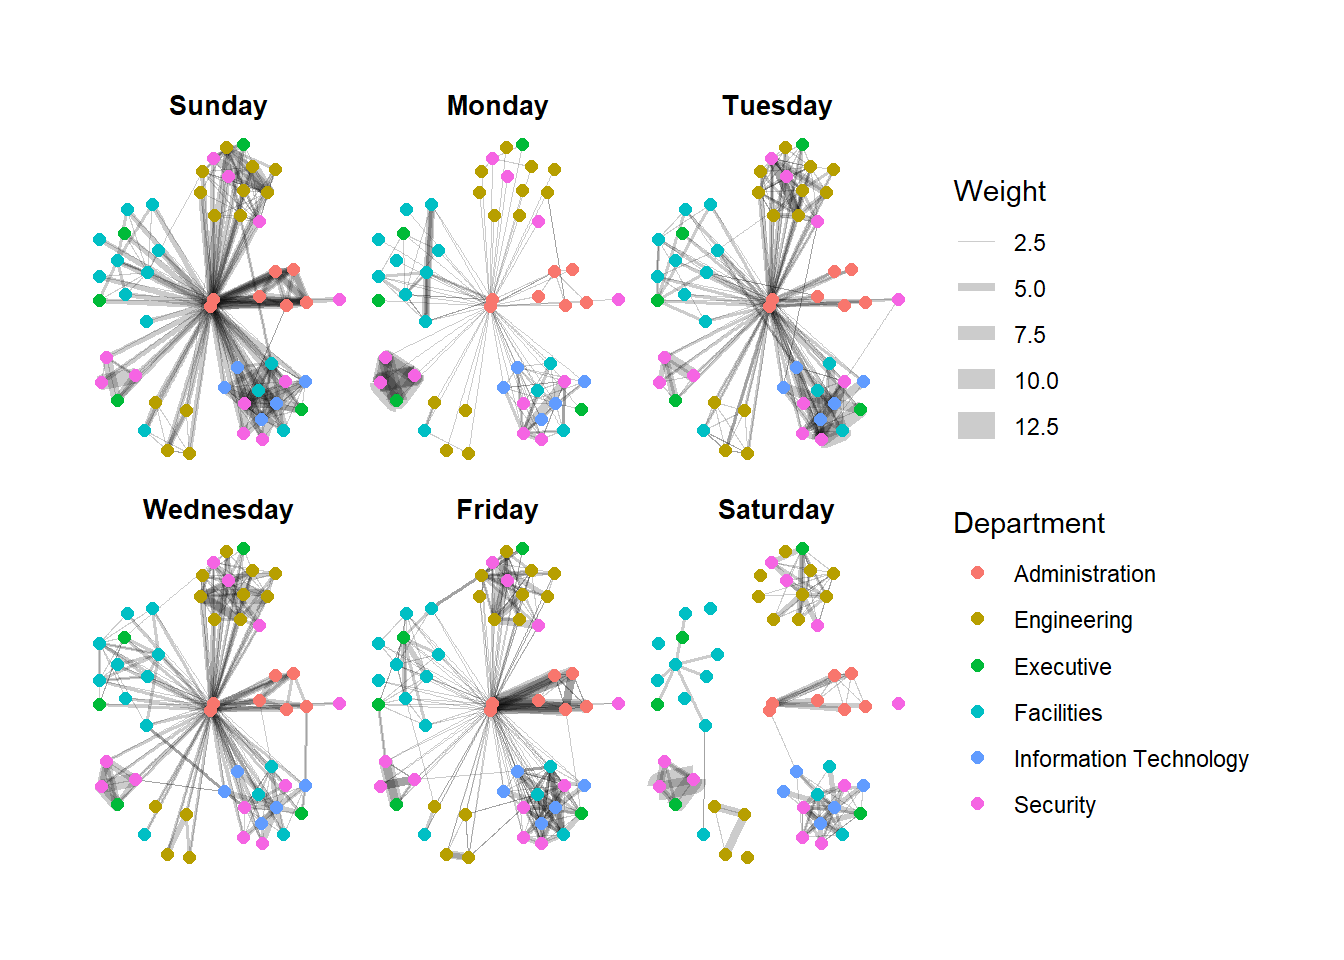 Sunday
Monday
Tuesday
Wednesday
Friday
Saturday
Weight
2.5
5.0
7.5
10.0
12.5
Department
Administration
Engineering
Executive
Facilities
Information Technology
Security